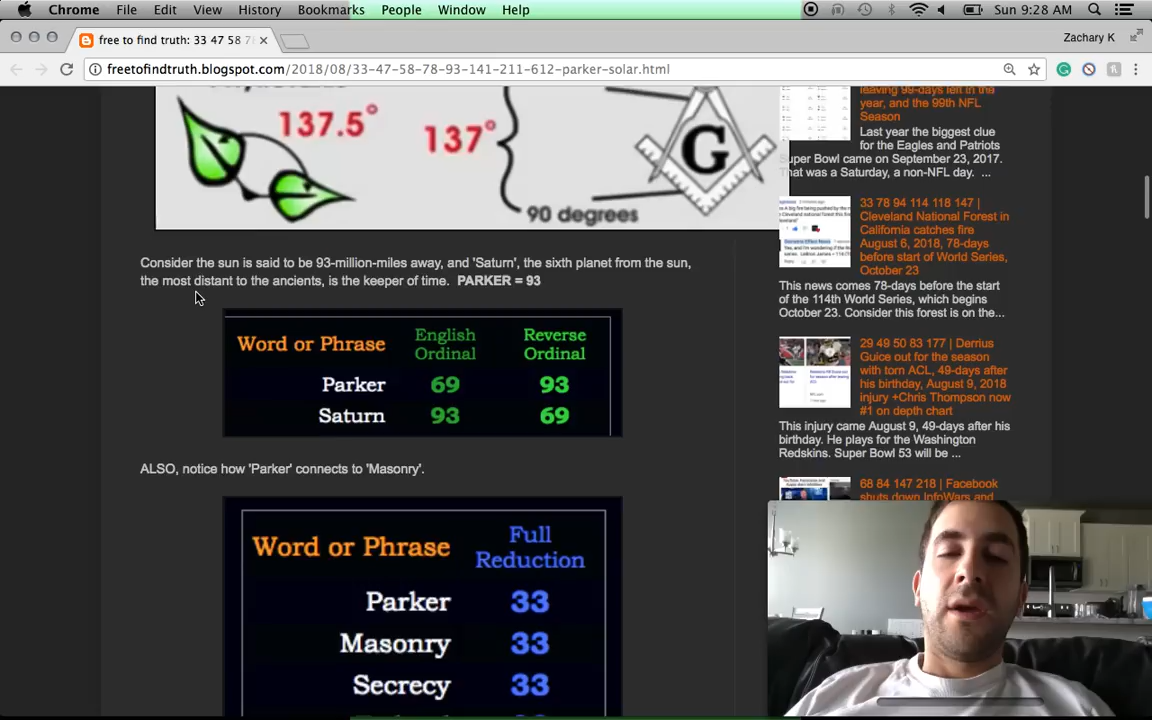 Chrome File Edit View History Bookmarks People Window Help Sun 9:28 AM
free to find truth: 33 47 58 7
Zachary K
freetofindtruth.blogspot.com/2018/08/33-47-58-78-93-141-211-612-parker-solar.html
137.5°
137°
G
90 degrees
Consider the sun is said to be 93-million-miles away, and 'Saturn', the sixth planet from the sun,
the most distant to the ancients, is the keeper of time. PARKER = 93
Word or Phrase English Ordinal Reverse Ordinal
Parker 69 93
Saturn 93 69
ALSO, notice how 'Parker' connects to 'Masonry'.
Word or Phrase Full Reduction
Parker 33
Masonry 33
Secrecy 33
leaving 99-days left in the
year, and the 99th NFL
Season
Last year the biggest clue
for the Eagles and Patriots
Super Bowl came on September 23, 2017.
That was a Saturday, a non-NFL day. ...
33 78 94 114 118 147 |
Cleveland National Forest in
California catches fire
August 6, 2018, 78-days
before start of World Series,
October 23
This news comes 78-days before the start
of the 114th World Series, which begins
October 23. Consider this forest is on the...
29 49 50 83 177 | Derrius
Guice out for the season
with torn ACL, 49-days after
his birthday, August 9, 2018
injury +Chris Thompson now
#1 on depth chart
This injury came August 9, 49-days after his
birthday. He plays for the Washington
Redskins. Super Bowl 53 will be ...
68 84 147 218 | Facebook
shuts down InfoWars and